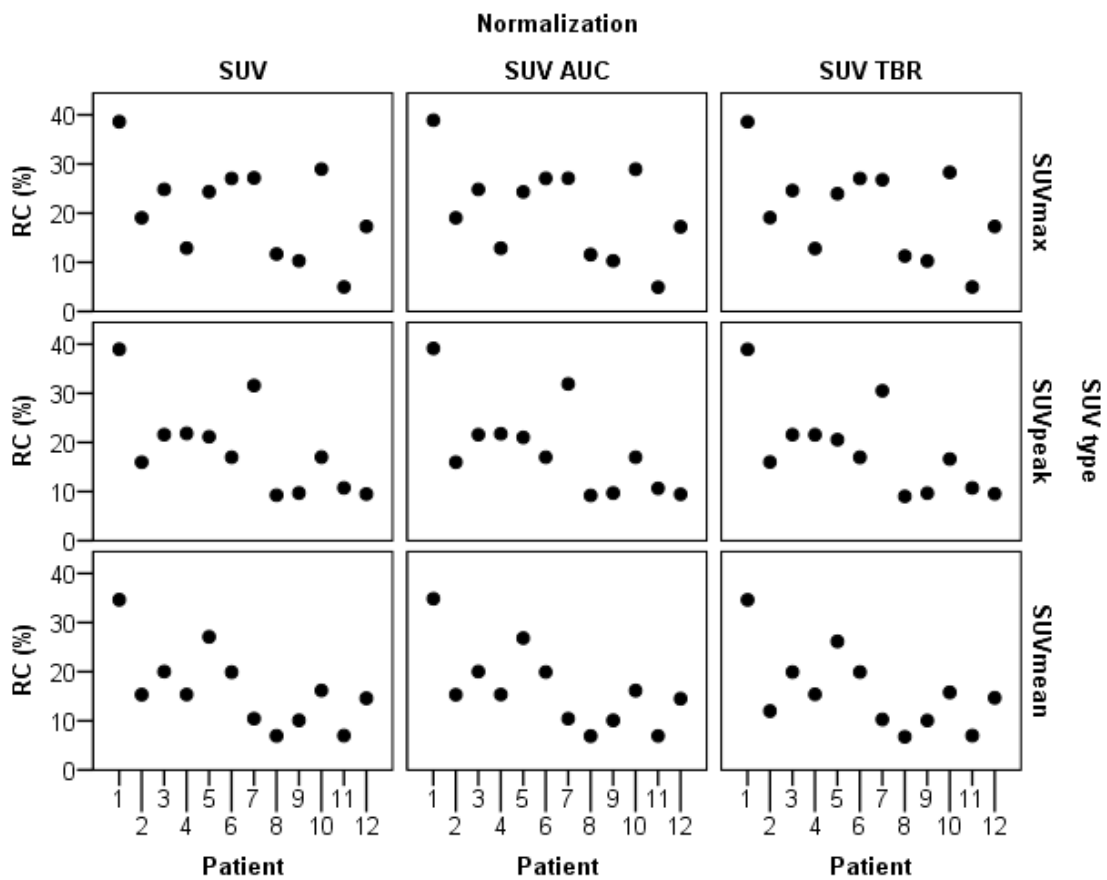 Normalization
SUV
SUV AUC
SUV TBR
40
30
20
10
0
RC (%)
SUVmax
40
30
20
10
0
RC (%)
SUVpeak
SUV type
40
30
20
10
0
RC (%)
SUVmean
1 3 5 7 9 11
2 4 6 8 10 12
1 3 5 7 9 11
2 4 6 8 10 12
1 3 5 7 9 11
2 4 6 8 10 12
Patient
Patient
Patient